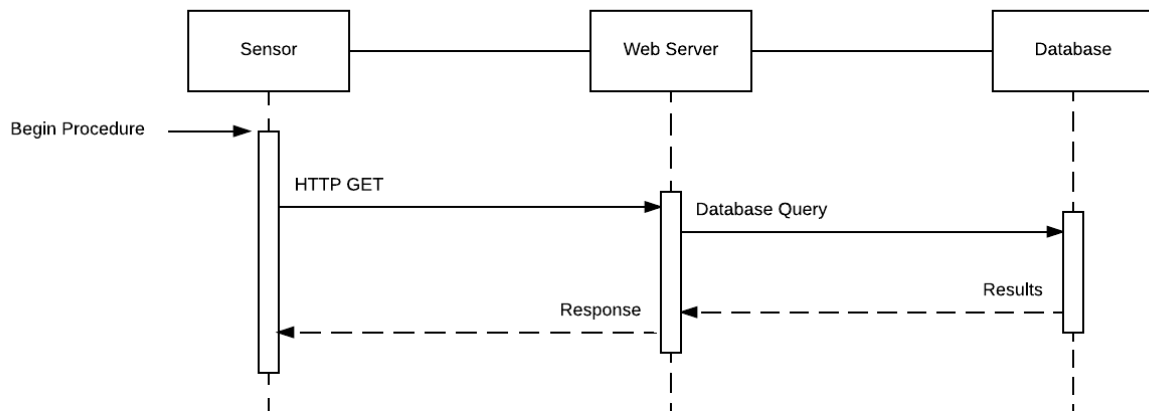 Sensor
Web Server
Database
Begin Procedure
HTTP GET
Database Query
Results
Response